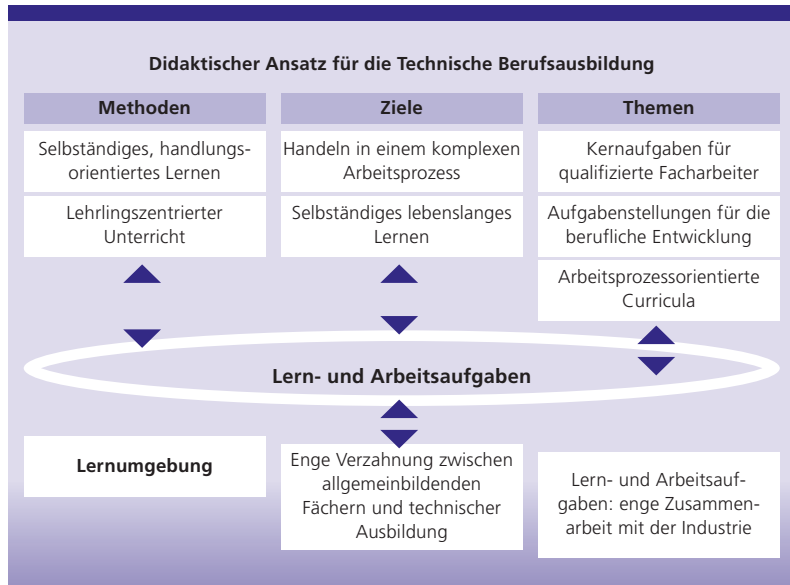 Didaktischer Ansatz für die Technische Berufsausbildung
Methoden
Selbständiges, handlungs-
orientiertes Lernen
Lehrlingszentrierter
Unterricht
Ziele
Handeln in einem komplexen
Arbeitsprozess
Selbständiges lebenslanges
Lernen
Themen
Kernaufgaben für
qualifizierte Facharbeiter
Aufgabenstellungen für die
berufliche Entwicklung
Arbeitsprozessorientierte
Curricula
Lern- und Arbeitsaufgaben
Lernumgebung
Enge Verzahnung zwischen
allgemeinbildenden
Fächern und technischer
Ausbildung
Lern- und Arbeitsauf-
gaben: enge Zusammen-
arbeit mit der Industrie